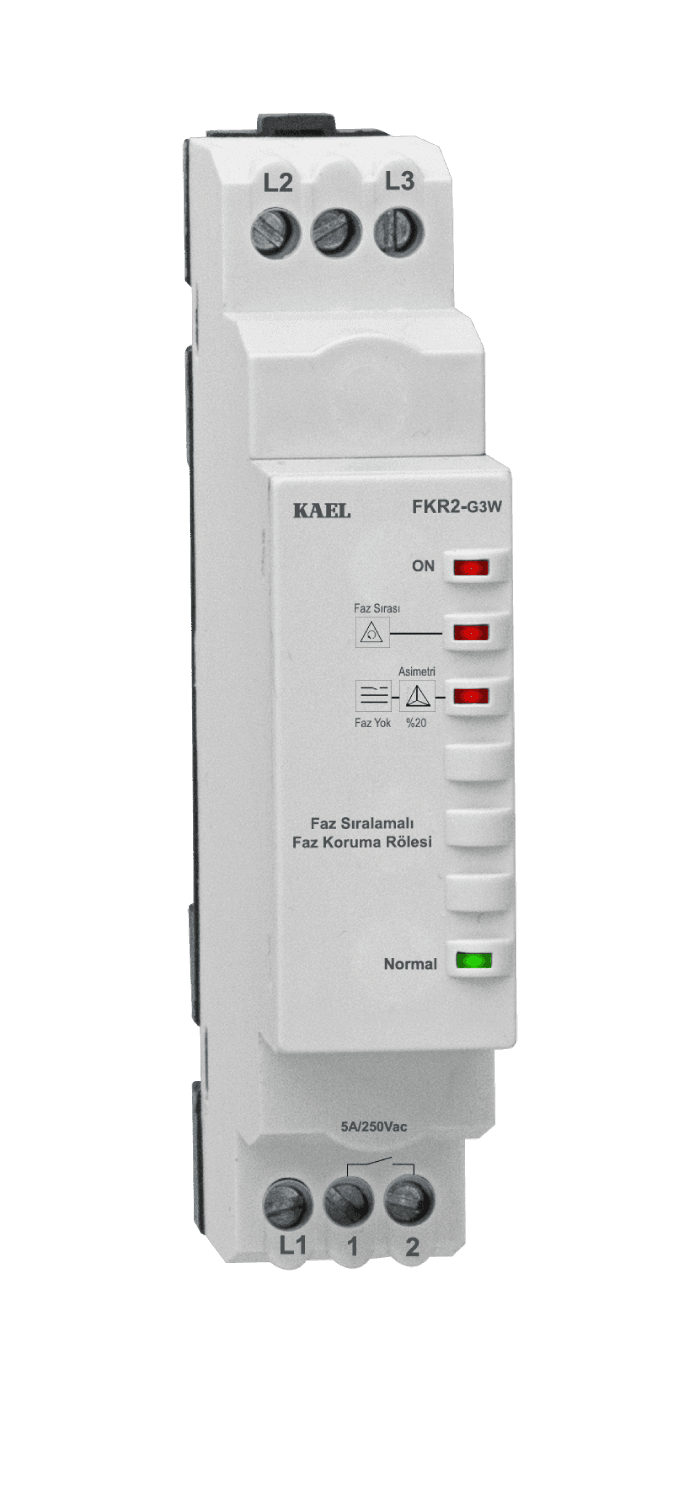 L2 L3
KAEL FKR2-G3W
ON
Faz Sırası
Asimetri
Faz Yok %20
Faz Sıralamalı
Faz Koruma Rölesi
Normal
5A/250Vac
L1 1 2